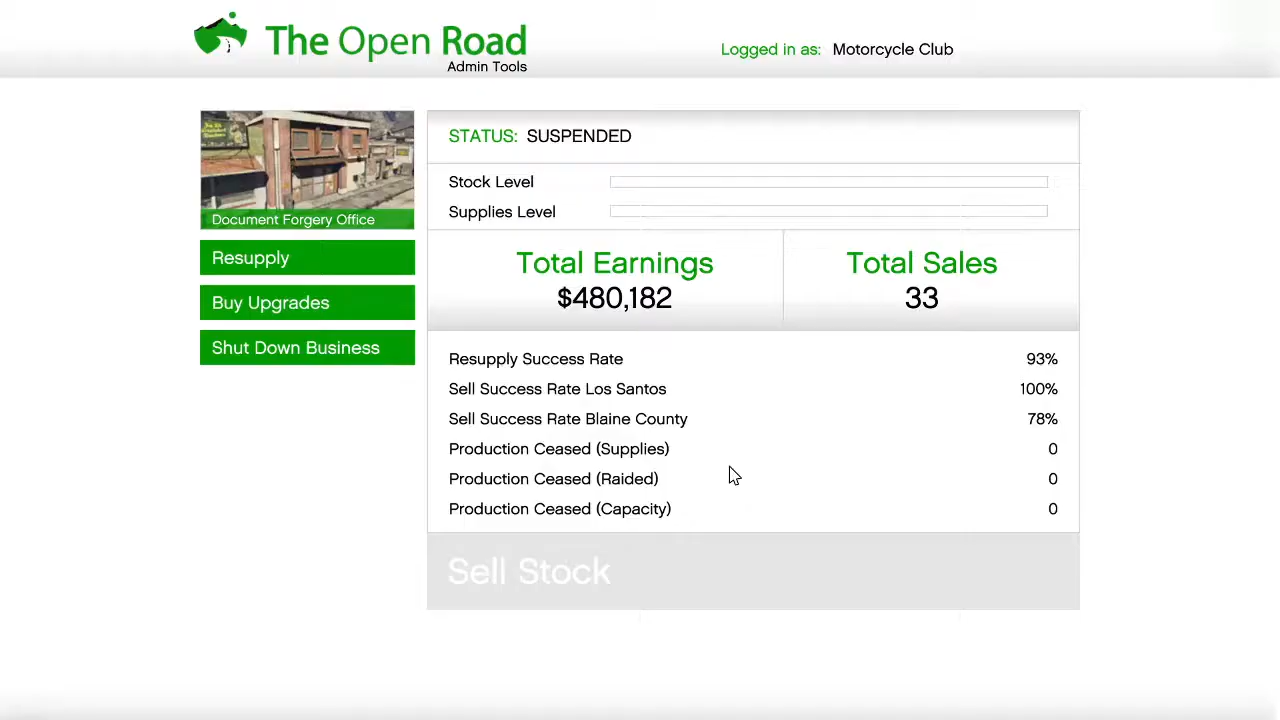 The Open Road
Admin Tools
Logged in as: Motorcycle Club
Document Forgery Office
Resupply
Buy Upgrades
Shut Down Business
STATUS: SUSPENDED
Stock Level
Supplies Level
Total Earnings
$480,182
Total Sales
33
Resupply Success Rate 93%
Sell Success Rate Los Santos 100%
Sell Success Rate Blaine County 78%
Production Ceased (Supplies) 0
Production Ceased (Raided) 0
Production Ceased (Capacity) 0
Sell Stock